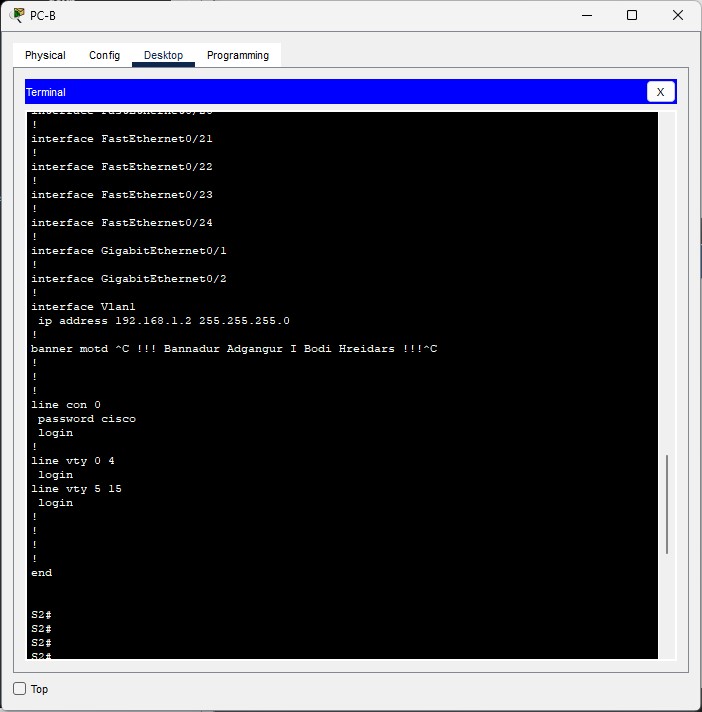 PC-B
Physical Config Desktop Programming
Terminal X
interface FastEthernet0/20
!
interface FastEthernet0/21
!
interface FastEthernet0/22
!
interface FastEthernet0/23
!
interface FastEthernet0/24
!
interface GigabitEthernet0/1
!
interface GigabitEthernet0/2
!
interface Vlan1
ip address 192.168.1.2 255.255.255.0
!
banner motd ^C !!! Bannadur Adgangur I Bodi Hreidars !!!^C
!
!
!
line con 0
password cisco
login
!
line vty 0 4
login
line vty 5 15
login
!
!
!
!
end
S2#
S2#
S2#
S2#
Top